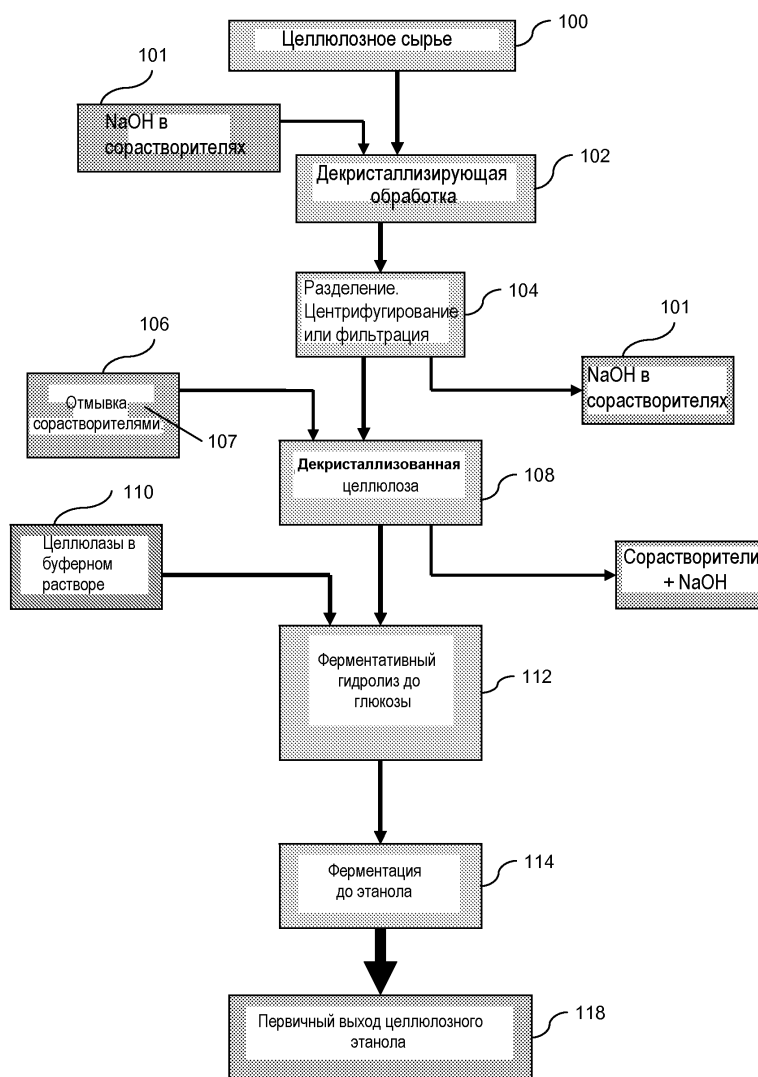 Целлюлозное сырье
100
101
NaOH в
сорастворителях
Декристаллизирующая
обработка
102
Разделение.
Центрифугирование
или фильтрация
104
101
NaOH в
сорастворителях
106
Отмывка
сорастворителями.
107
Декристаллизованная
целлюлоза
108
110
Целлюлазы в
буферном
растворе
Сорастворители
+ NaOH
Ферментативный
гидролиз до
глюкозы
112
Ферментация
до этанола
114
Первичный выход целлюлозного
этанола
118